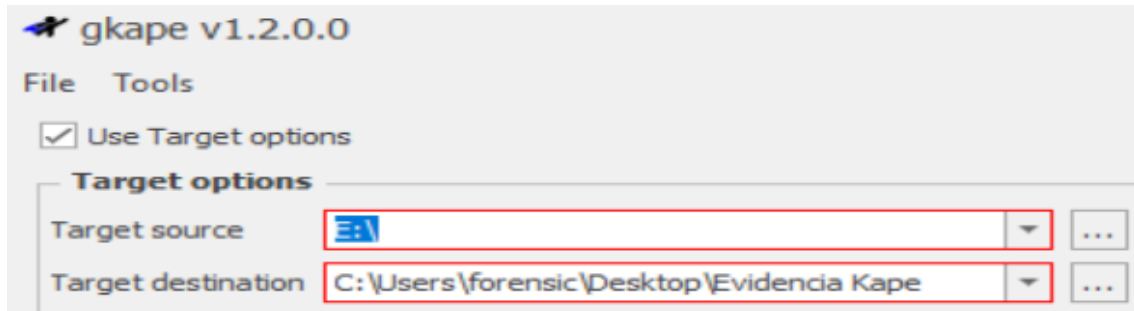 gkape v1.2.0.0
File Tools
Use Target options
Target options
Target source E:\ ...
Target destination C:\Users\forensic\Desktop\Evidencia Kape ...